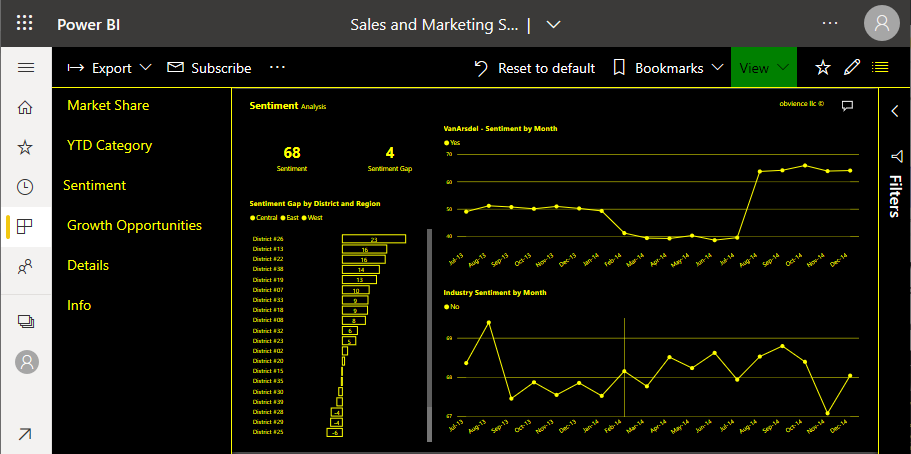 Power BI
Sales and Marketing S... |
Export
Subscribe
Reset to default
Bookmarks
View
Market Share
YTD Category
Sentiment
Growth Opportunities
Details
Info
Sentiment Analysis
obvience llc ©
68
Sentiment
4
Sentiment Gap
Sentiment Gap by District and Region
Central East West
District #26 23
District #13 16
District #22 16
District #38 14
District #19 13
District #07 10
District #33 9
District #18 9
District #08 8
District #32 6
District #23 5
District #02
District #20
District #15
District #35
District #30
District #39
District #28 -4
District #29 -4
District #25 -6
VanArsdel - Sentiment by Month
Yes
70
60
50
40
Jul-13 Aug-13 Sep-13 Oct-13 Nov-13 Dec-13 Jan-14 Feb-14 Mar-14 Apr-14 May-14 Jun-14 Jul-14 Aug-14 Sep-14 Oct-14 Nov-14 Dec-14
Industry Sentiment by Month
No
69
68
67
Jul-13 Aug-13 Sep-13 Oct-13 Nov-13 Dec-13 Jan-14 Feb-14 Mar-14 Apr-14 May-14 Jun-14 Jul-14 Aug-14 Sep-14 Oct-14 Nov-14 Dec-14
Filters